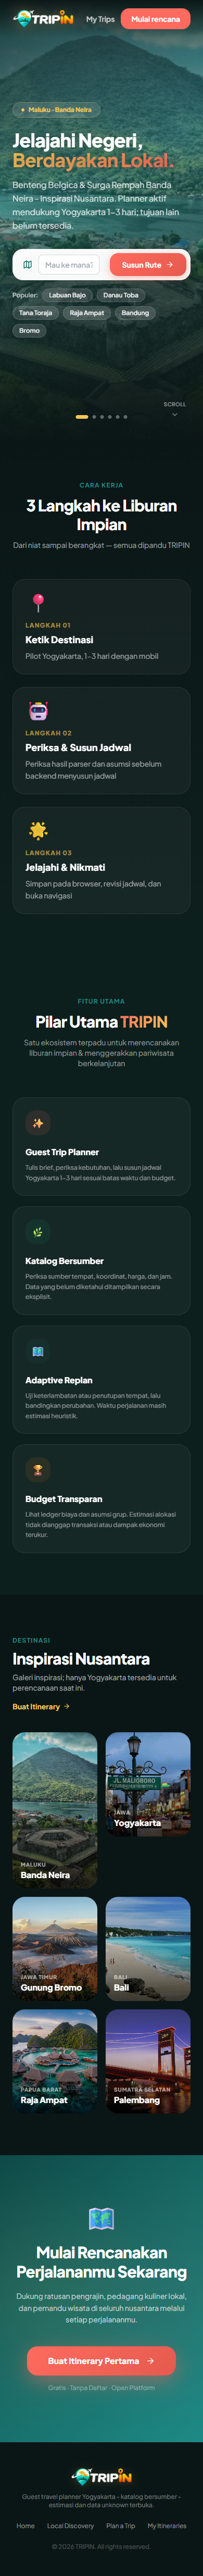 TRIPIN
My Trips
Mulai rencana
Maluku · Banda Neira
Jelajahi Negeri,
Berdayakan Lokal.
Benteng Belgica & Surga Rempah Banda
Neira - Inspirasi Nusantara. Planner aktif
mendukung Yogyakarta 1–3 hari; tujuan lain
belum tersedia.
Mau ke mana?
Susun Rute →
Populer:
Labuan Bajo
Danau Toba
Tana Toraja
Raja Ampat
Bandung
Bromo
SCROLL
CARA KERJA
3 Langkah ke Liburan
Impian
Dari niat sampai berangkat — semua dipandu TRIPIN
LANGKAH 01
Ketik Destinasi
Pilot Yogyakarta, 1–3 hari dengan mobil
LANGKAH 02
Periksa & Susun Jadwal
Periksa hasil parser dan asumsi sebelum
backend menyusun jadwal
LANGKAH 03
Jelajahi & Nikmati
Simpan pada browser, revisi jadwal, dan
buka navigasi
FITUR UTAMA
Pilar Utama TRIPIN
Satu ekosistem terpadu untuk merencanakan
liburan impian & menggerakkan pariwisata
berkelanjutan
Guest Trip Planner
Tulis brief, periksa kebutuhan, lalu susun jadwal
Yogyakarta 1–3 hari sesuai batas waktu dan budget.
Katalog Bersumber
Periksa sumber tempat, koordinat, harga, dan jam.
Data yang belum diketahui ditampilkan secara
eksplisit.
Adaptive Replan
Uji keterlambatan atau penutupan tempat, lalu
bandingkan perubahan. Waktu perjalanan masih
estimasi heuristik.
Budget Transparan
Lihat ledger biaya dan asumsi grup. Estimasi alokasi
tidak dianggap transaksi atau dampak ekonomi
terukur.
DESTINASI
Inspirasi Nusantara
Galeri inspirasi; hanya Yogyakarta tersedia untuk
perencanaan saat ini.
Buat Itinerary →
MALUKU
Banda Neira
JL. MALIOBORO
JAWA
Yogyakarta
JAWA TIMUR
Gunung Bromo
BALI
Bali
PAPUA BARAT
Raja Ampat
SUMATRA SELATAN
Palembang
Mulai Rencanakan
Perjalananmu Sekarang
Dukung ratusan pengrajin, pedagang kuliner lokal,
dan pemandu wisata di seluruh nusantara melalui
setiap perjalananmu.
Buat Itinerary Pertama →
Gratis · Tanpa Daftar · Open Platform
TRIPIN
Guest travel planner Yogyakarta - katalog bersumber –
estimasi dan data unknown terbuka.
Home
Local Discovery
Plan a Trip
My Itineraries
© 2026 TRIPIN. All rights reserved.